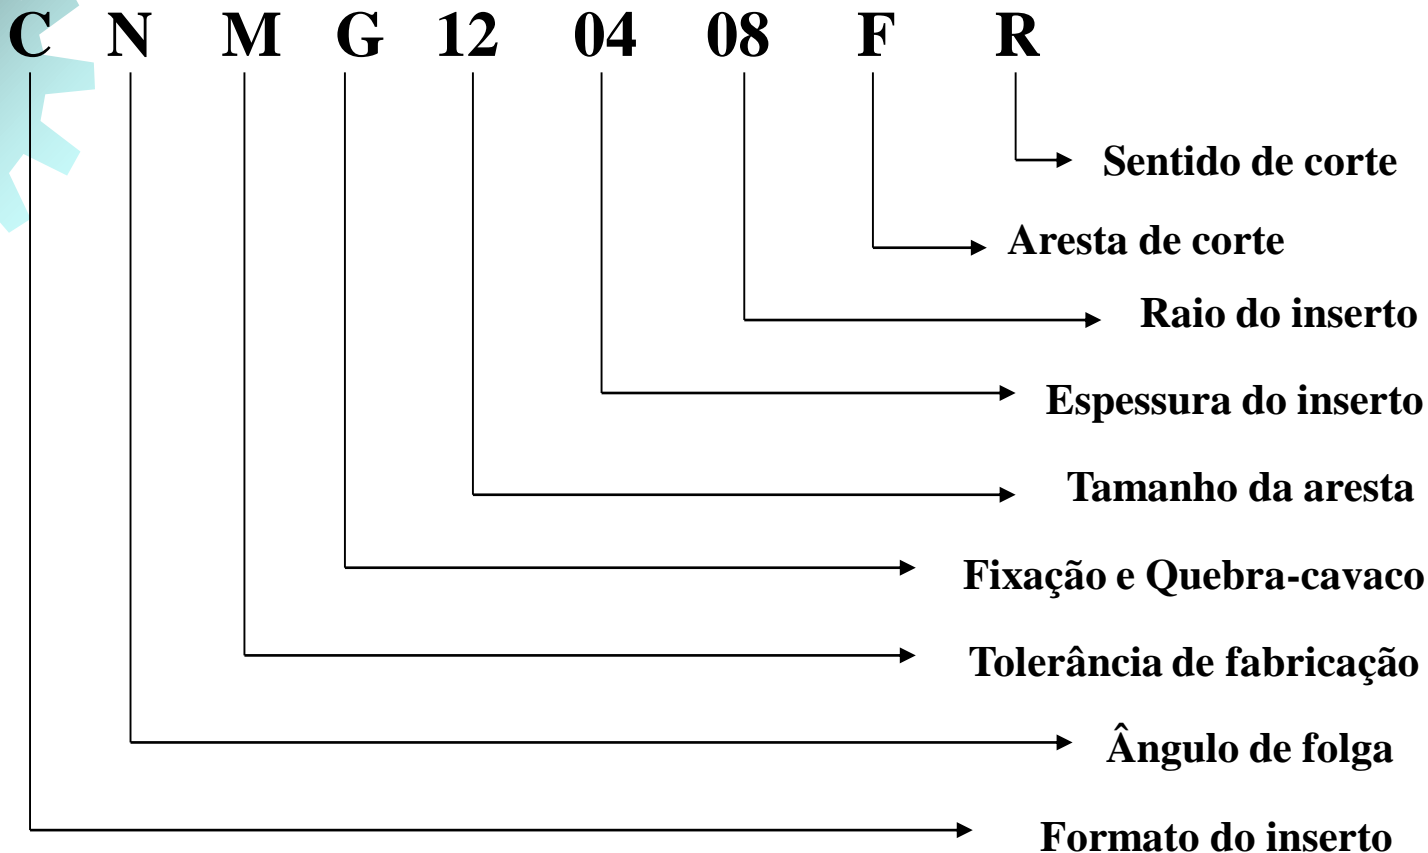 C N M G 12 04 08 F R
Sentido de corte
Aresta de corte
Raio do inserto
Espessura do inserto
Tamanho da aresta
Fixação e Quebra-cavaco
Tolerância de fabricação
Ângulo de folga
Formato do inserto